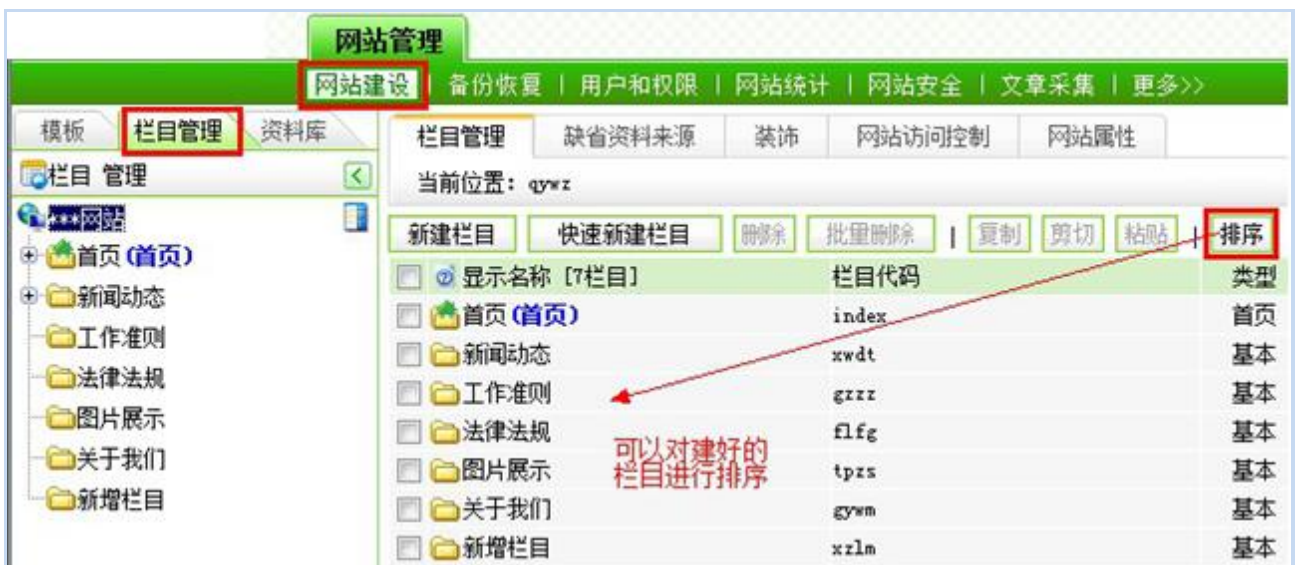 网站管理
网站建设 | 备份恢复 | 用户和权限 | 网站统计 | 网站安全 | 文章采集 | 更多>>
模板 栏目管理 资料库
栏目 管理
***网站
首页(首页)
新闻动态
工作准则
法律法规
图片展示
关于我们
新增栏目
栏目管理 缺省资料来源 装饰 网站访问控制 网站属性
当前位置: qywz
新建栏目 快速新建栏目 删除 批量删除 | 复制 剪切 粘贴 | 排序
显示名称 [7栏目] 栏目代码 类型
首页(首页) index 首页
新闻动态 xwdt 基本
工作准则 gzzz 基本
法律法规 flfg 基本
图片展示 tpzs 基本
关于我们 gywm 基本
新增栏目 xzlm 基本
可以对建好的
栏目进行排序